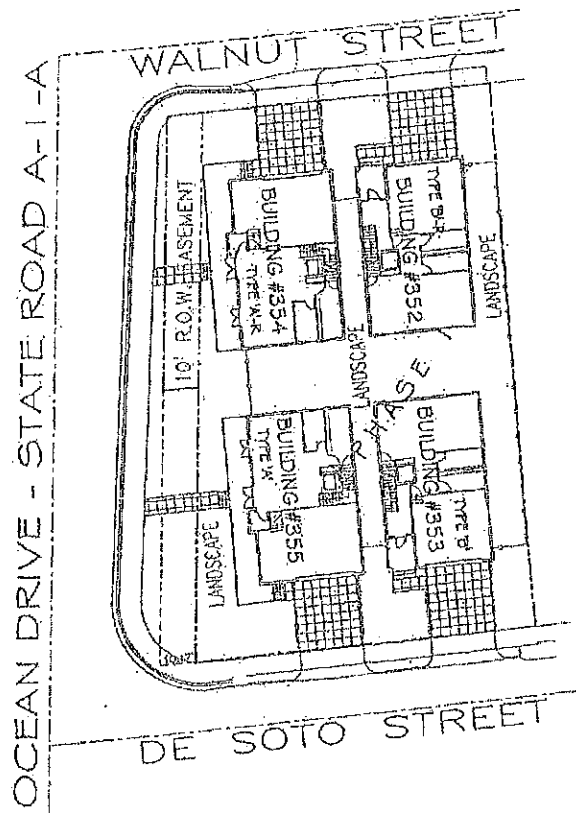 WALNUT STREET
OCEAN DRIVE - STATE ROAD A-1-A
10' R.O.W. EASEMENT
BUILDING #354
TYPE 'A-R'
BUILDING #352
TYPE 'B-R'
LANDSCAPE
LANDSCAPE
PHASE
BUILDING #355
TYPE 'A'
BUILDING #353
TYPE 'B'
LANDSCAPE
DE SOTO STREET